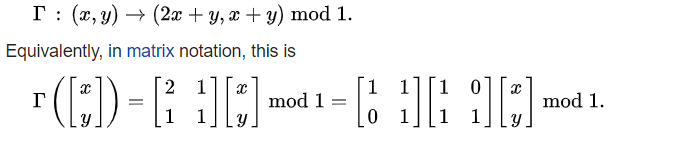 Γ : (x, y) → (2x + y, x + y) mod 1.
Equivalently, in matrix notation, this is
Γ ([x y]) = [2 1 1 1] [x y] mod 1 = [1 1 0 1] [1 0 1 1] [x y] mod 1.